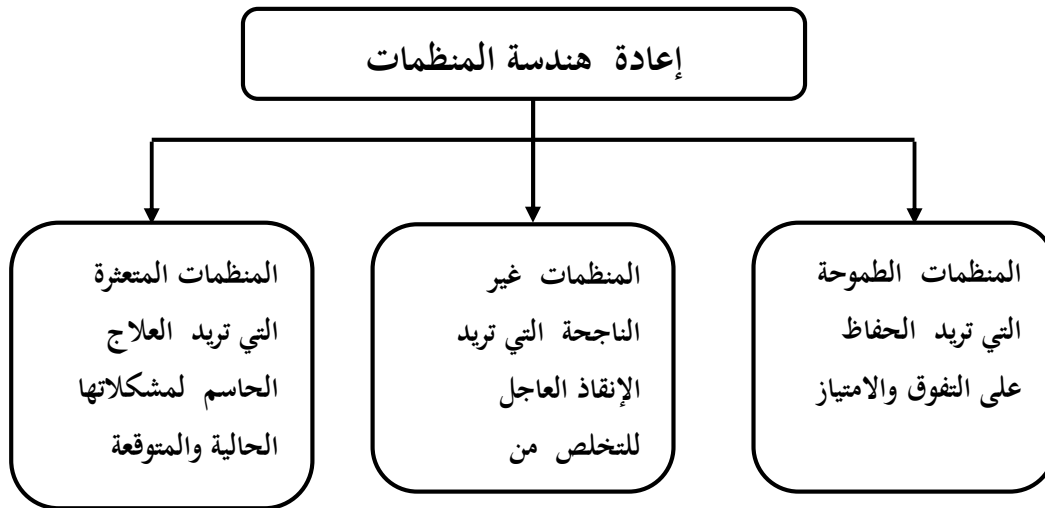 إعادة هندسة المنظمات
المنظمات الطموحة
التي تريد الحفاظ
على التفوق والامتياز
المنظمات غير
الناجحة التي تريد
الإنقاذ العاجل
للتخلص من
المنظمات المتعثرة
التي تريد العلاج
الحاسم لمشكلاتها
الحالية والمتوقعة